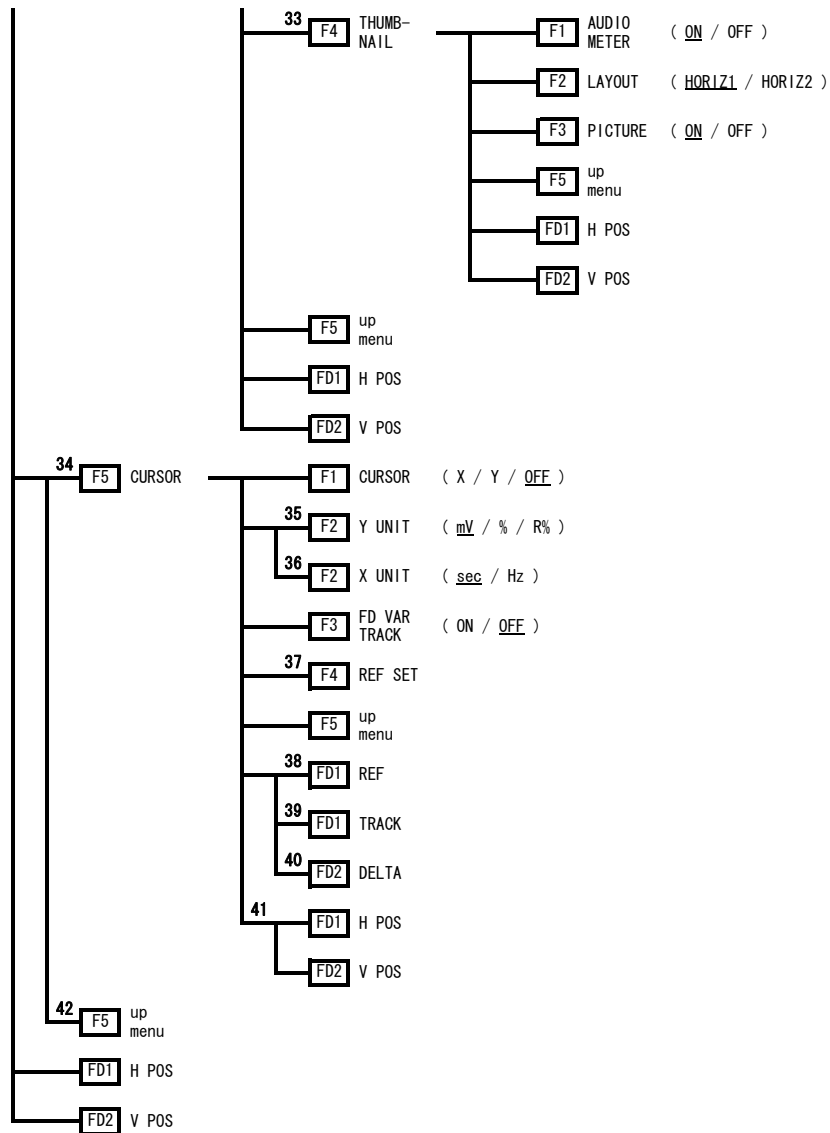 33 F4 THUMB-
NAIL
F1 AUDIO
METER ( ON / OFF )
F2 LAYOUT ( HORIZ1 / HORIZ2 )
F3 PICTURE ( ON / OFF )
F5 up
menu
FD1 H POS
FD2 V POS
F5 up
menu
FD1 H POS
FD2 V POS
34 F5 CURSOR F1 CURSOR ( X / Y / OFF )
35 F2 Y UNIT ( mV / % / R% )
36 F2 X UNIT ( sec / Hz )
F3 FD VAR
TRACK ( ON / OFF )
37 F4 REF SET
F5 up
menu
38 FD1 REF
39 FD1 TRACK
40 FD2 DELTA
41 FD1 H POS
FD2 V POS
42 F5 up
menu
FD1 H POS
FD2 V POS